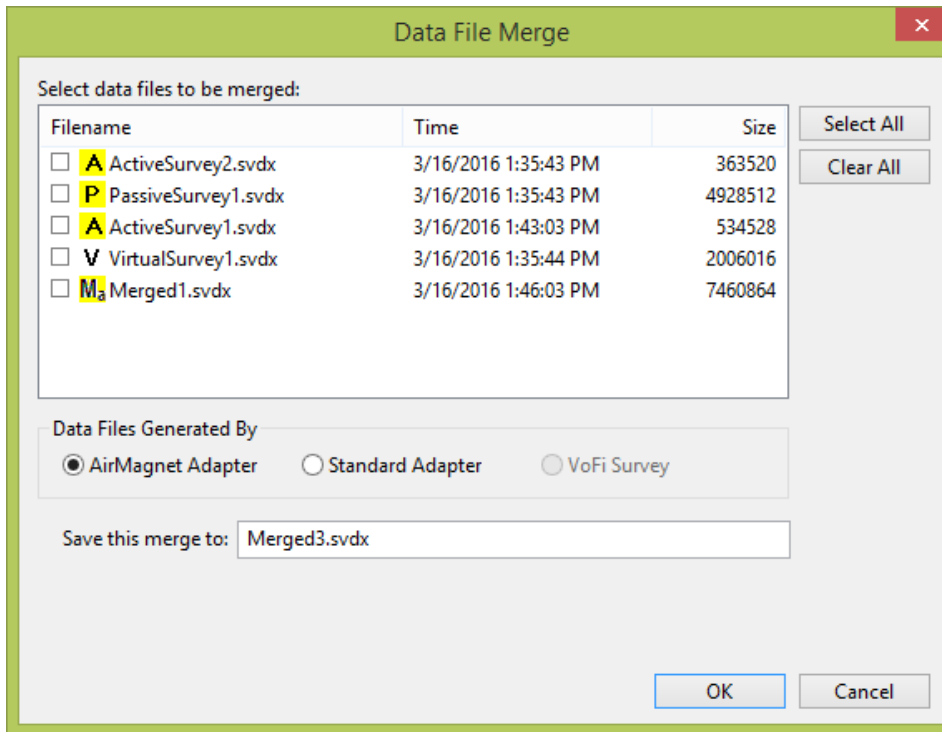 Data File Merge
Select data files to be merged:
Filename Time Size
A ActiveSurvey2.svdx 3/16/2016 1:35:43 PM 363520
P PassiveSurvey1.svdx 3/16/2016 1:35:43 PM 4928512
A ActiveSurvey1.svdx 3/16/2016 1:43:03 PM 534528
V VirtualSurvey1.svdx 3/16/2016 1:35:44 PM 2006016
Ma Merged1.svdx 3/16/2016 1:46:03 PM 7460864
Select All
Clear All
Data Files Generated By
AirMagnet Adapter Standard Adapter VoFi Survey
Save this merge to: Merged3.svdx
OK Cancel